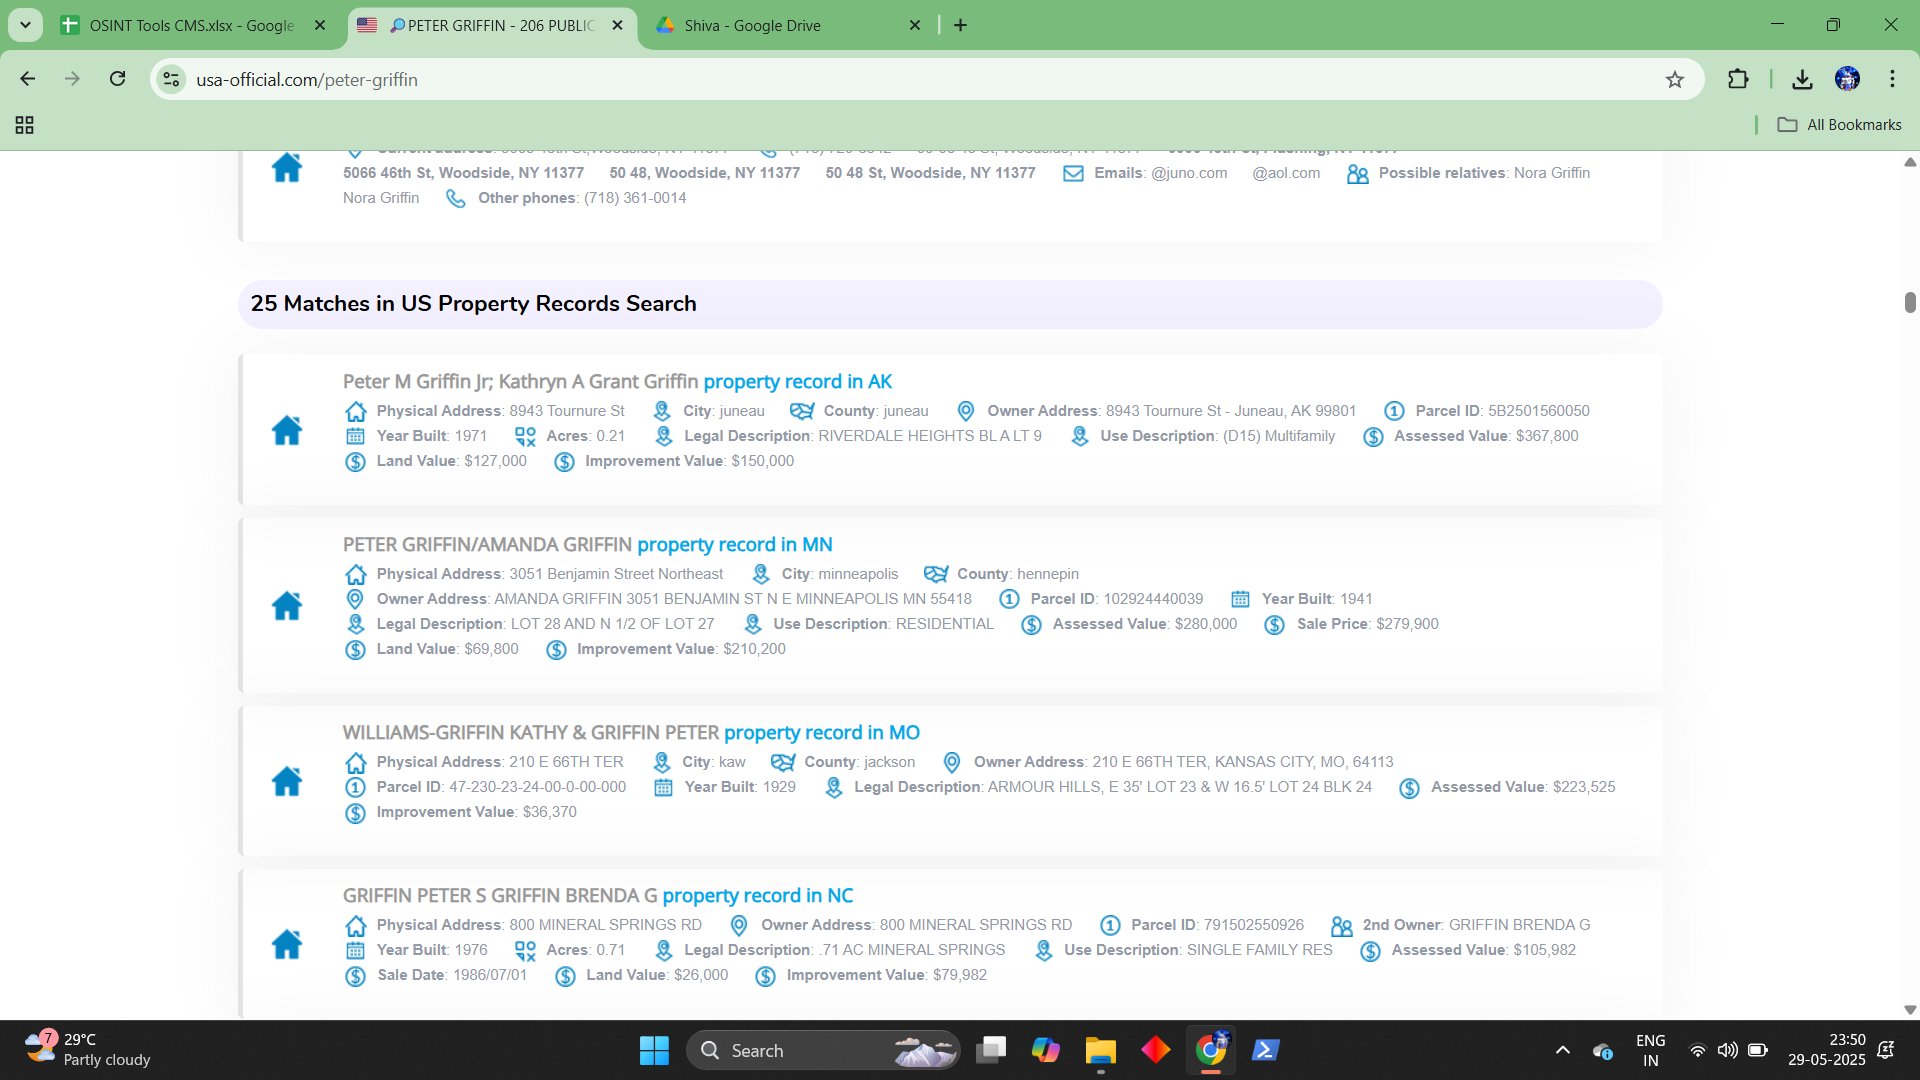 OSINT Tools CMS.xlsx - Google
PETER GRIFFIN - 206 PUBLIC
Shiva - Google Drive
usa-official.com/peter-griffin
All Bookmarks
5066 46th St, Woodside, NY 11377 50 48, Woodside, NY 11377 50 48 St, Woodside, NY 11377 Emails: @juno.com @aol.com Possible relatives: Nora Griffin
Nora Griffin Other phones: (718) 361-0014
25 Matches in US Property Records Search
Peter M Griffin Jr; Kathryn A Grant Griffin property record in AK
Physical Address: 8943 Tournure St City: juneau County: juneau Owner Address: 8943 Tournure St - Juneau, AK 99801 Parcel ID: 5B2501560050
Year Built: 1971 Acres: 0.21 Legal Description: RIVERDALE HEIGHTS BL A LT 9 Use Description: (D15) Multifamily Assessed Value: $367,800
Land Value: $127,000 Improvement Value: $150,000
PETER GRIFFIN/AMANDA GRIFFIN property record in MN
Physical Address: 3051 Benjamin Street Northeast City: minneapolis County: hennepin
Owner Address: AMANDA GRIFFIN 3051 BENJAMIN ST N E MINNEAPOLIS MN 55418 Parcel ID: 102924440039 Year Built: 1941
Legal Description: LOT 28 AND N 1/2 OF LOT 27 Use Description: RESIDENTIAL Assessed Value: $280,000 Sale Price: $279,900
Land Value: $69,800 Improvement Value: $210,200
WILLIAMS-GRIFFIN KATHY & GRIFFIN PETER property record in MO
Physical Address: 210 E 66TH TER City: kaw County: jackson Owner Address: 210 E 66TH TER, KANSAS CITY, MO, 64113
Parcel ID: 47-230-23-24-00-0-00-000 Year Built: 1929 Legal Description: ARMOUR HILLS, E 35' LOT 23 & W 16.5' LOT 24 BLK 24 Assessed Value: $223,525
Improvement Value: $36,370
GRIFFIN PETER S GRIFFIN BRENDA G property record in NC
Physical Address: 800 MINERAL SPRINGS RD Owner Address: 800 MINERAL SPRINGS RD Parcel ID: 791502550926 2nd Owner: GRIFFIN BRENDA G
Year Built: 1976 Acres: 0.71 Legal Description: .71 AC MINERAL SPRINGS Use Description: SINGLE FAMILY RES Assessed Value: $105,982
Sale Date: 1986/07/01 Land Value: $26,000 Improvement Value: $79,982
7
29°C
Partly cloudy
Search
ENG
IN
23:50
29-05-2025